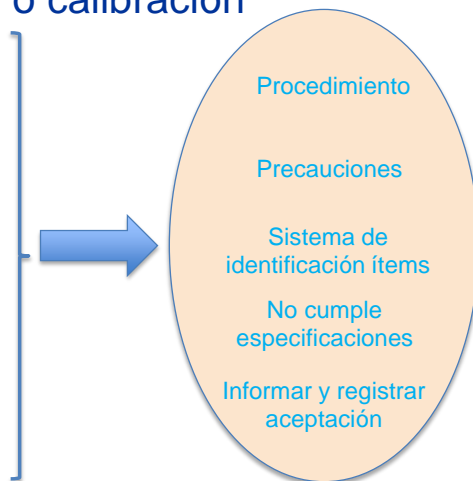 o calibración
Procedimiento
Precauciones
Sistema de
identificación ítems
No cumple
especificaciones
Informar y registrar
aceptación